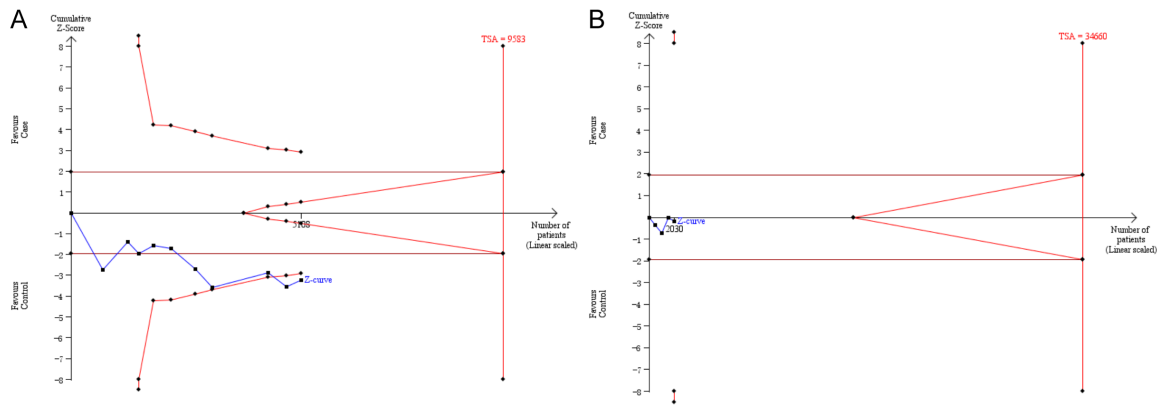 A
Cumulative
Z-Score
TSA = 9583
8
7
6
5
4
3
2
1
-1
-2
-3
-4
-5
-6
-7
-8
Favours
Case
Favours
Control
5108
Number of
patients
(Linear scaled)
Z-curve
B
Cumulative
Z-Score
TSA = 34660
8
7
6
5
4
3
2
1
-1
-2
-3
-4
-5
-6
-7
-8
Favours
Case
Favours
Control
Z-curve
2030
Number of
patients
(Linear scaled)